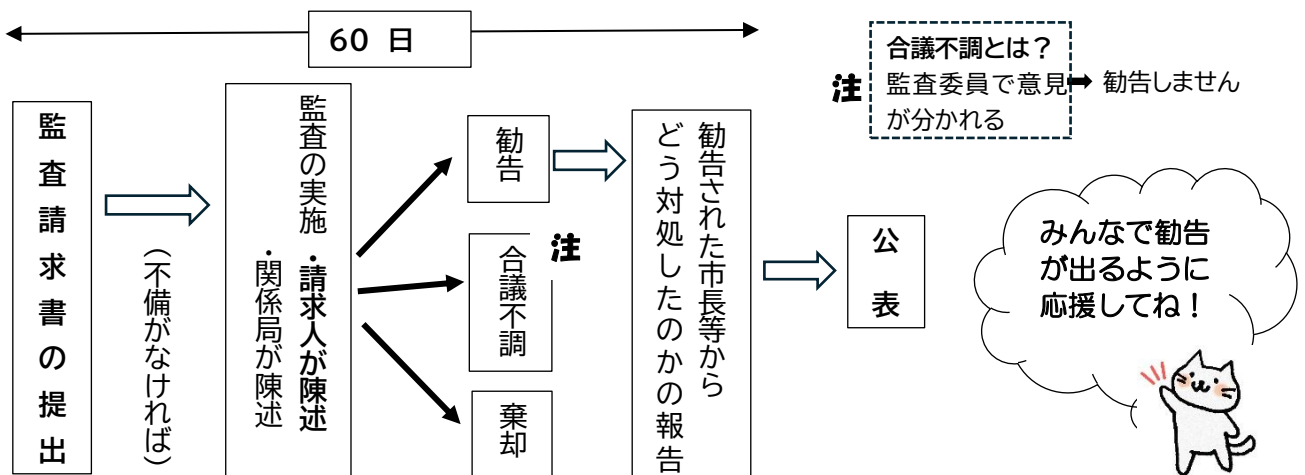 60 日
監査請求書の提出
(不備がなければ)
監査の実施
・請求人が陳述
・関係局が陳述
勧告
合議不調
注
棄却
勧告された市長等から
どう対処したのかの報告
公表
注
合議不調とは?
監査委員で意見
が分かれる
勧告しません
みんなで勧告
が出るように
応援してね!